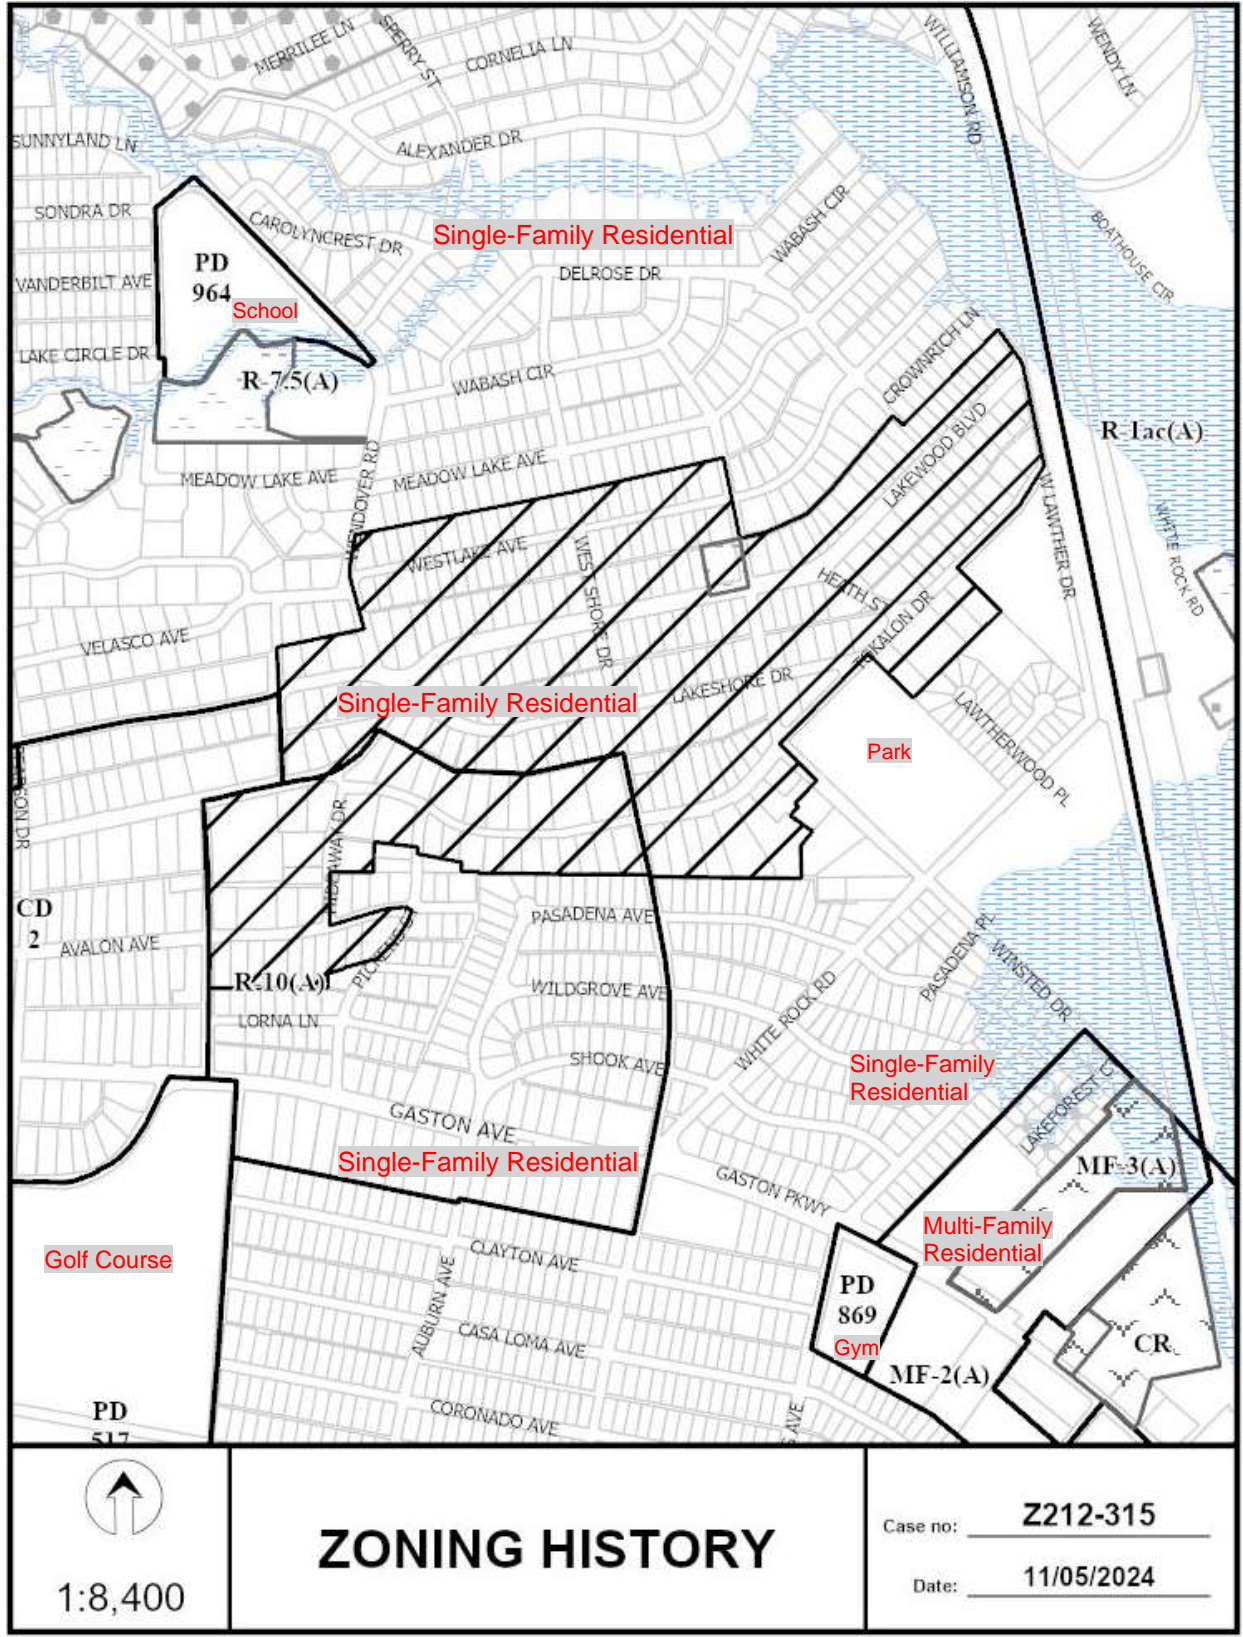 MERRILEE LN
SPERRY ST
CORNELIA LN
WILLIAMSON RD
WENDY LN
SUNNYLAND LN
ALEXANDER DR
SONDRA DR
CAROLYNCREST DR
Single-Family Residential
WABASH CIR
BOATHOUSE CIR
PD
964
School
VANDERBILT AVE
DELROSE DR
LAKE CIRCLE DR
R-7.5(A)
WABASH CIR
CROWNRICH LN
R-1ac(A)
MEADOW LAKE AVE
WENDOVER RD
MEADOW LAKE AVE
LAKEWOOD BLVD
W LAWTHER DR
WHITE ROCK RD
WESTLAKE AVE
WEST SHORE DR
HEATH ST
TOKALON DR
VELASCO AVE
Single-Family Residential
LAKESHORE DR
LAWTHERWOOD PL
Park
HIDEAWAY DR
CD
2
AVALON AVE
PASADENA AVE
PASADENA PL
WINSTED DR
R-10(A)
WILDGROVE AVE
WHITE ROCK RD
LORNA LN
SHOOK AVE
Single-Family
Residential
LAKEFOREST
GASTON AVE
Single-Family Residential
GASTON PKWY
MF-3(A)
Multi-Family
Residential
Golf Course
CLAYTON AVE
AUBURN AVE
PD
869
Gym
CASA LOMA AVE
MF-2(A)
CR
CORONADO AVE
AVE
PD
517
1:8,400
ZONING HISTORY
Case no: Z212-315
Date: 11/05/2024